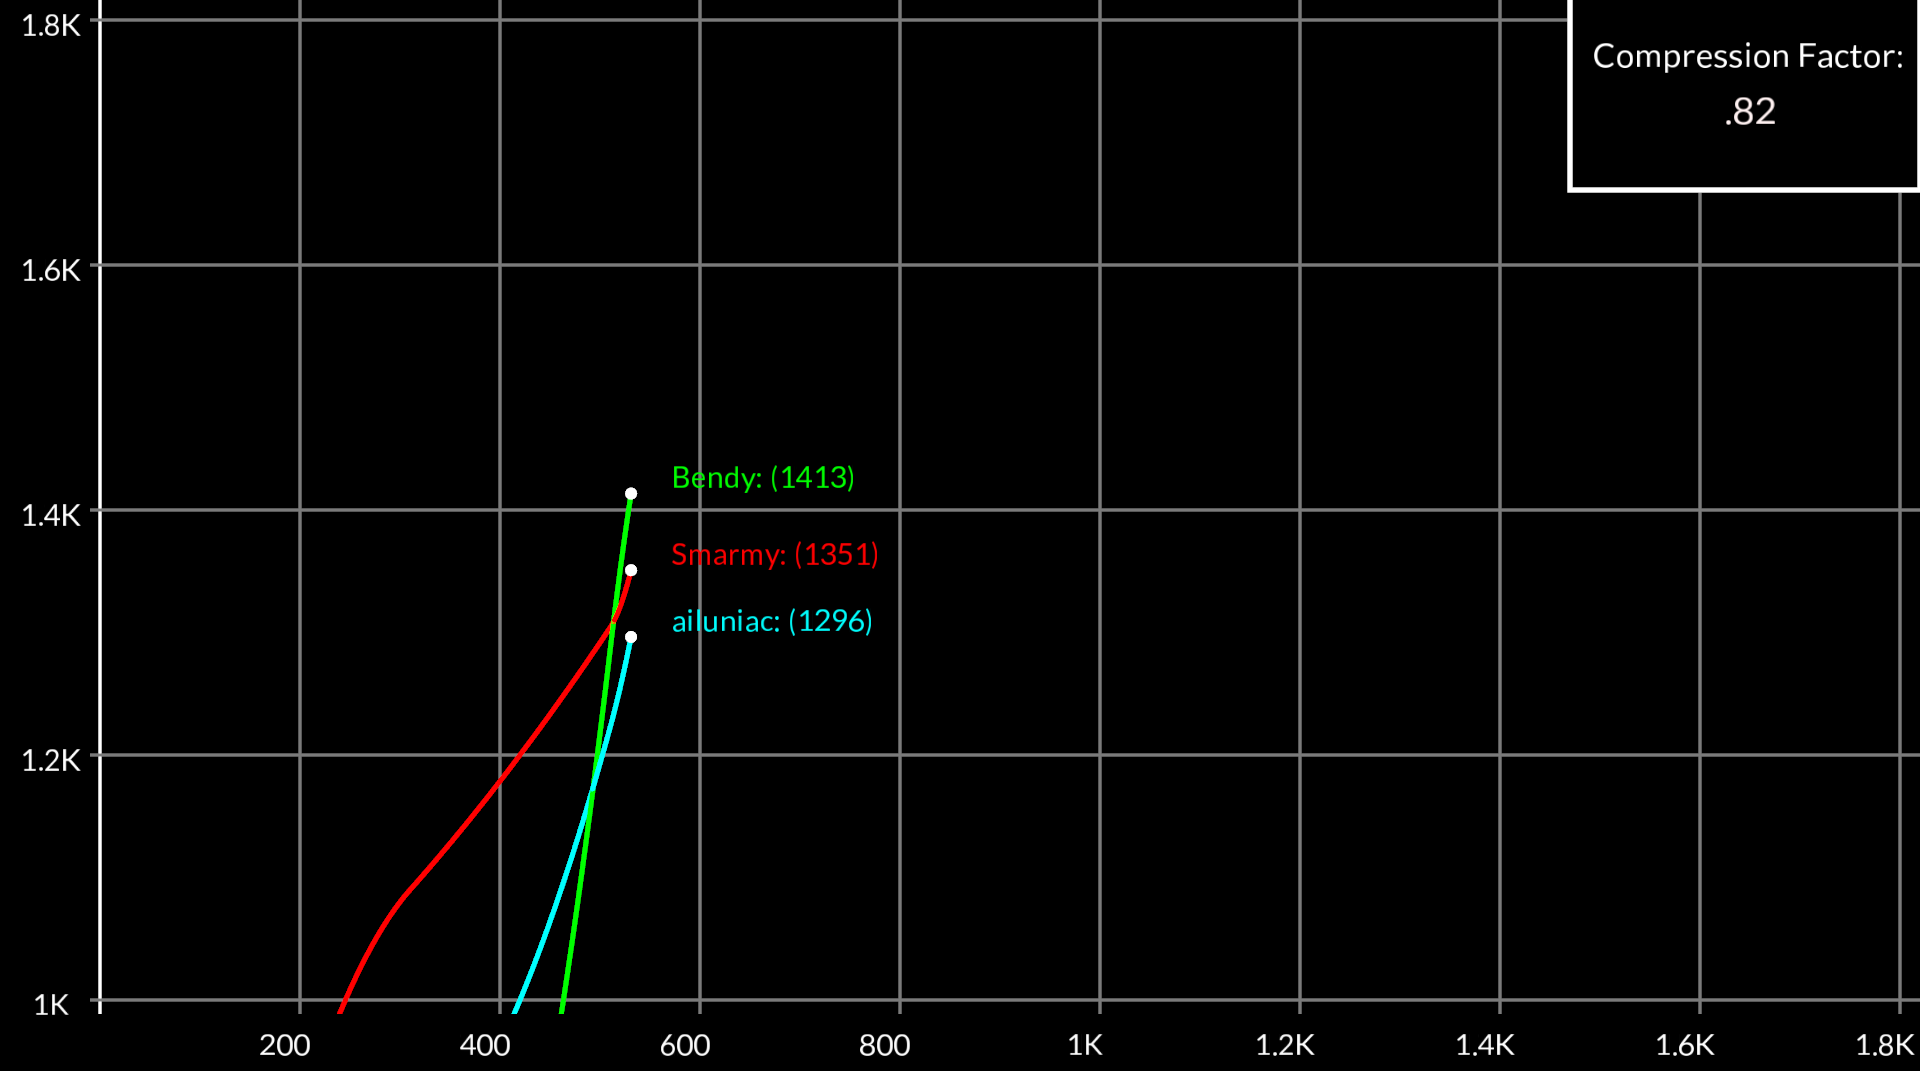 1.8K
Compression Factor:
.82
1.6K
Bendy: (1413)
1.4K
Smarmy: (1351)
ailuniac: (1296)
1.2K
1K
200 400 600 800 1K 1.2K 1.4K 1.6K 1.8K